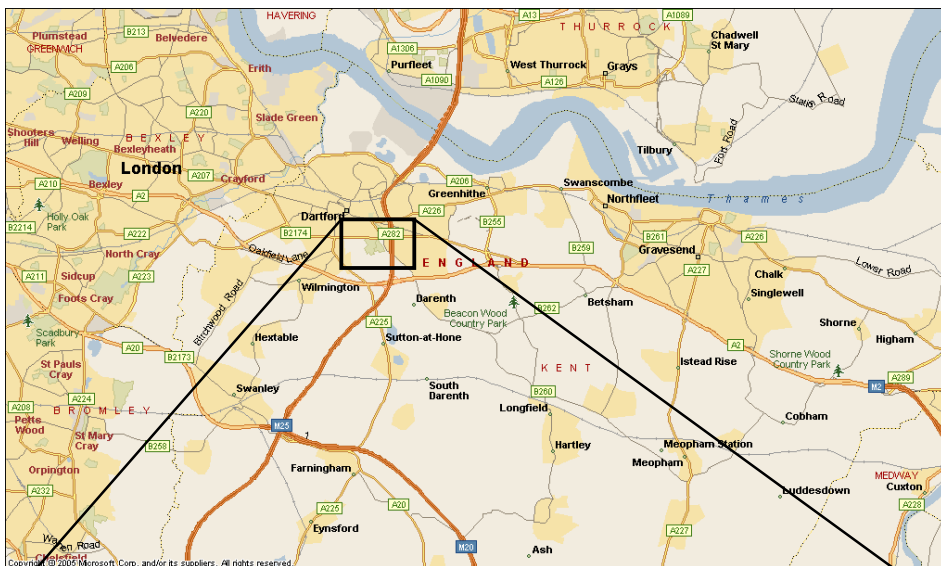 HAVERING
A13
A1089
Plumstead
B213
Belvedere
THURROCK
Chadwell
St Mary
GREENWICH
A1306
A206
Erith
Purfleet
West Thurrock
Grays
A1090
A126
A209
A220
Slade Green
Static Road
Shooters
Hill
Welling
BEXLEY
Bexleyheath
Fort Road
Tilbury
London
A207
Crayford
A210
Bexley
A2
A206
Greenhithe
Swanscombe
Thames
Holly Oak
Park
Dartford
A226
Northfleet
B2214
A222
B2174
A282
B255
B261
A226
North Cray
Oakfield Lane
B259
Gravesend
ENGLAND
A211
Sidcup
A223
A227
Chalk
Lower Road
Foots Cray
Birchwood Road
Wilmington
Darenth
Betsham
Singlewell
Beacon Wood
Country Park
B262
Scadbury
Park
A225
Shorne
Higham
Hextable
Sutton-at-Hone
A20
B2173
A2
Shorne Wood
Country Park
St Pauls
Cray
KENT
Istead Rise
A289
M2
Swanley
South
Darenth
B260
A224
A208
BROMLEY
Longfield
Cobham
Petts
Wood
St Mary
Cray
M25
1
B258
Hartley
Meopham Station
Orpington
Farningham
Meopham
MEDWAY
A232
Cuxton
Luddesdown
A225
A20
A228
Eynsford
A227
Warren Road
M20
Ash
Chelsfield
Copyright © 2005 Microsoft Corp. and/or its suppliers. All rights reserved.